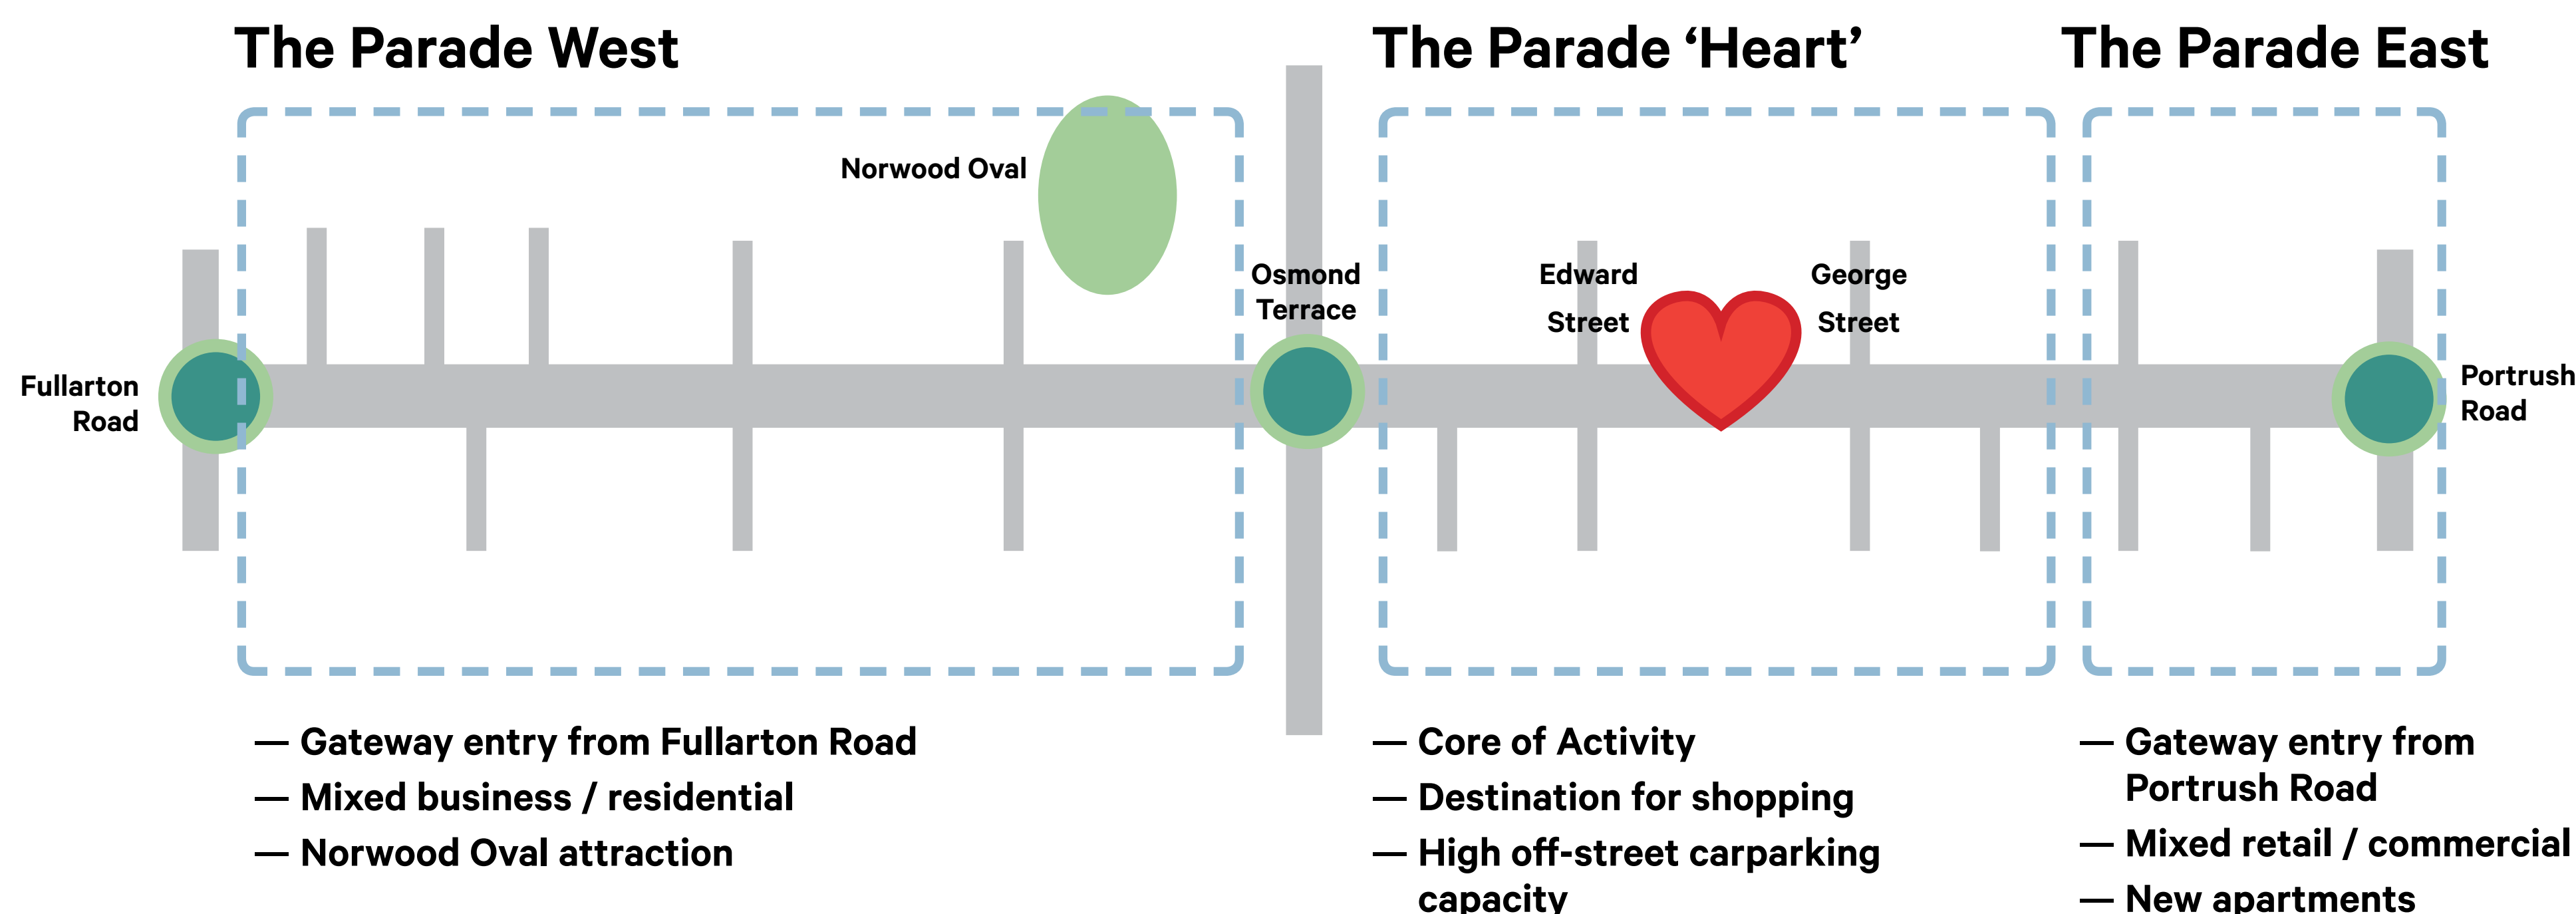 The Parade West
The Parade ‘Heart’
The Parade East
Norwood Oval
Osmond
Terrace
Edward
Street
George
Street
Fullarton
Road
Portrush
Road
— Gateway entry from Fullarton Road
— Mixed business / residential
— Norwood Oval attraction
— Core of Activity
— Destination for shopping
— High off-street carparking
capacity
— Gateway entry from
Portrush Road
— Mixed retail / commercial
— New apartments